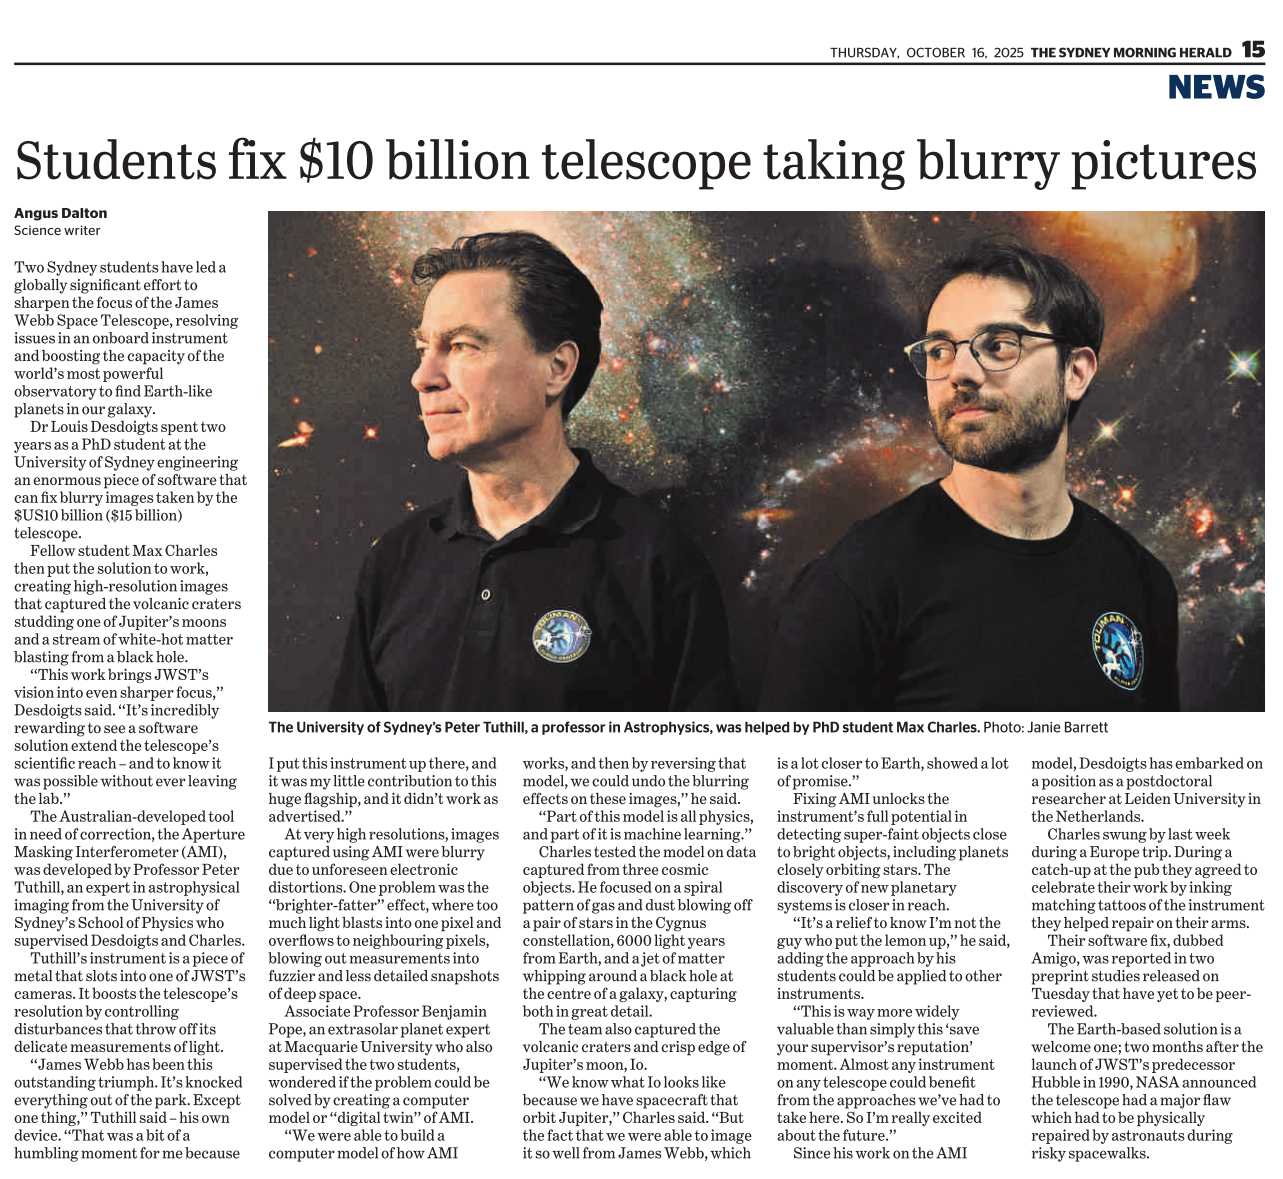 THURSDAY, OCTOBER 16, 2025 THE SYDNEY MORNING HERALD 15
NEWS
Students fix $10 billion telescope taking blurry pictures
Angus Dalton
Science writer
Two Sydney students have led a
globally significant effort to
sharpen the focus of the James
Webb Space Telescope, resolving
issues in an onboard instrument
and boosting the capacity of the
world’s most powerful
observatory to find Earth-like
planets in our galaxy.
Dr Louis Desdoigts spent two
years as a PhD student at the
University of Sydney engineering
an enormous piece of software that
can fix blurry images taken by the
$US10 billion ($15 billion)
telescope.
Fellow student Max Charles
then put the solution to work,
creating high-resolution images
that captured the volcanic craters
studding one of Jupiter’s moons
and a stream of white-hot matter
blasting from a black hole.
“This work brings JWST’s
vision into even sharper focus,”
Desdoigts said. “It’s incredibly
rewarding to see a software
solution extend the telescope’s
scientific reach – and to know it
was possible without ever leaving
the lab.”
The Australian-developed tool
in need of correction, the Aperture
Masking Interferometer (AMI),
was developed by Professor Peter
Tuthill, an expert in astrophysical
imaging from the University of
Sydney’s School of Physics who
supervised Desdoigts and Charles.
Tuthill’s instrument is a piece of
metal that slots into one of JWST’s
cameras. It boosts the telescope’s
resolution by controlling
disturbances that throw off its
delicate measurements of light.
“James Webb has been this
outstanding triumph. It’s knocked
everything out of the park. Except
one thing,” Tuthill said – his own
device. “That was a bit of a
humbling moment for me because
TOLIMAN
TOLIMAN
The University of Sydney’s Peter Tuthill, a professor in Astrophysics, was helped by PhD student Max Charles. Photo: Janie Barrett
I put this instrument up there, and
it was my little contribution to this
huge flagship, and it didn’t work as
advertised.”
At very high resolutions, images
captured using AMI were blurry
due to unforeseen electronic
distortions. One problem was the
“brighter-fatter” effect, where too
much light blasts into one pixel and
overflows to neighbouring pixels,
blowing out measurements into
fuzzier and less detailed snapshots
of deep space.
Associate Professor Benjamin
Pope, an extrasolar planet expert
at Macquarie University who also
supervised the two students,
wondered if the problem could be
solved by creating a computer
model or “digital twin” of AMI.
“We were able to build a
computer model of how AMI
works, and then by reversing that
model, we could undo the blurring
effects on these images,” he said.
“Part of this model is all physics,
and part of it is machine learning.”
Charles tested the model on data
captured from three cosmic
objects. He focused on a spiral
pattern of gas and dust blowing off
a pair of stars in the Cygnus
constellation, 6000 light years
from Earth, and a jet of matter
whipping around a black hole at
the centre of a galaxy, capturing
both in great detail.
The team also captured the
volcanic craters and crisp edge of
Jupiter’s moon, Io.
“We know what Io looks like
because we have spacecraft that
orbit Jupiter,” Charles said. “But
the fact that we were able to image
it so well from James Webb, which
is a lot closer to Earth, showed a lot
of promise.”
Fixing AMI unlocks the
instrument’s full potential in
detecting super-faint objects close
to bright objects, including planets
closely orbiting stars. The
discovery of new planetary
systems is closer in reach.
“It’s a relief to know I’m not the
guy who put the lemon up,” he said,
adding the approach by his
students could be applied to other
instruments.
“This is way more widely
valuable than simply this ‘save
your supervisor’s reputation’
moment. Almost any instrument
on any telescope could benefit
from the approaches we’ve had to
take here. So I’m really excited
about the future.”
Since his work on the AMI
model, Desdoigts has embarked on
a position as a postdoctoral
researcher at Leiden University in
the Netherlands.
Charles swung by last week
during a Europe trip. During a
catch-up at the pub they agreed to
celebrate their work by inking
matching tattoos of the instrument
they helped repair on their arms.
Their software fix, dubbed
Amigo, was reported in two
preprint studies released on
Tuesday that have yet to be peer-
reviewed.
The Earth-based solution is a
welcome one; two months after the
launch of JWST’s predecessor
Hubble in 1990, NASA announced
the telescope had a major flaw
which had to be physically
repaired by astronauts during
risky spacewalks.